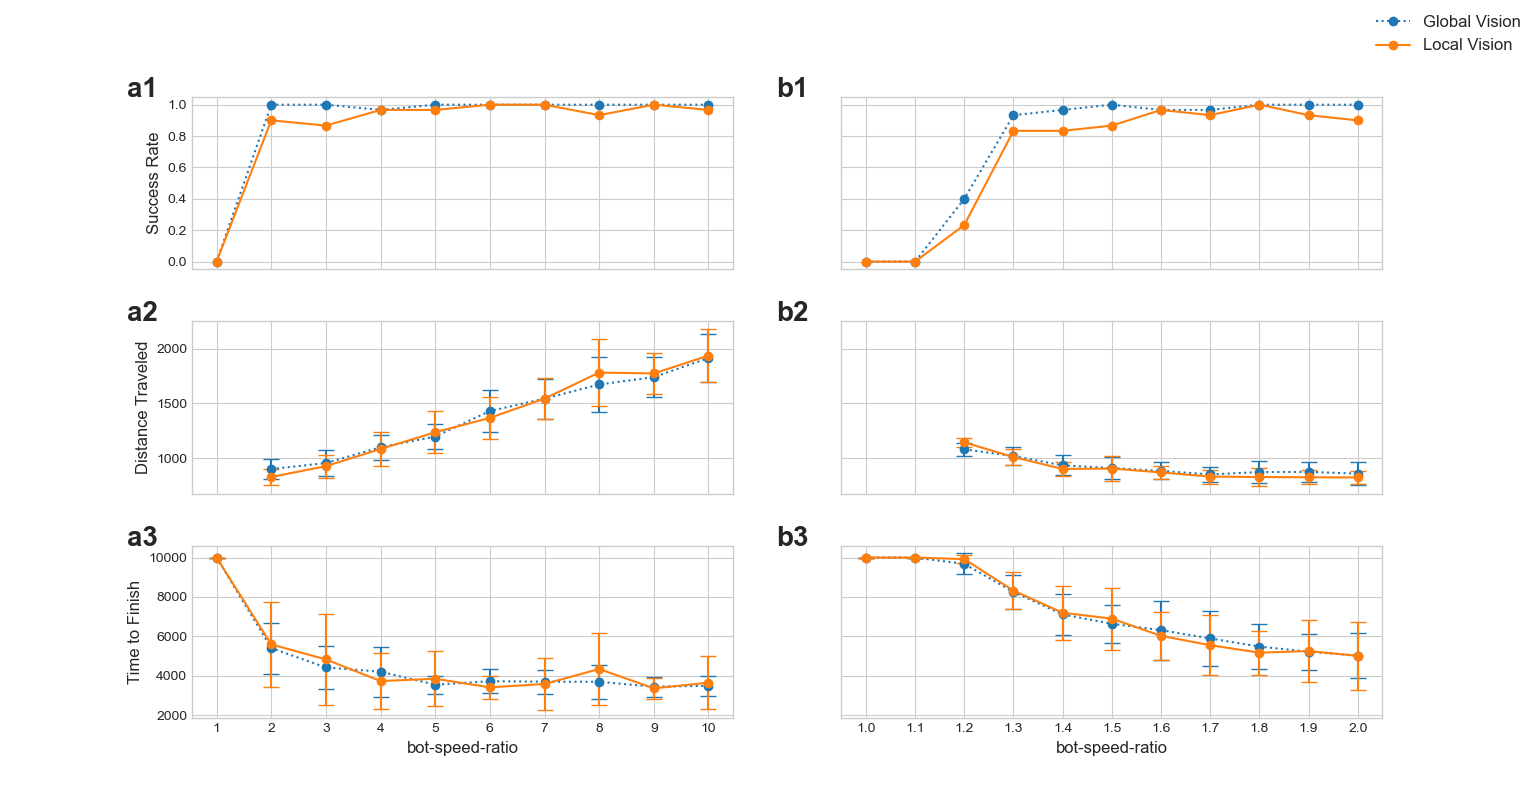 Global Vision
Local Vision
a1
b1
1.0
0.8
0.6
0.4
0.2
0.0
Success Rate
a2
b2
2000
1500
1000
Distance Traveled
a3
b3
10000
8000
6000
4000
2000
Time to Finish
1 2 3 4 5 6 7 8 9 10
bot-speed-ratio
1.0 1.1 1.2 1.3 1.4 1.5 1.6 1.7 1.8 1.9 2.0
bot-speed-ratio